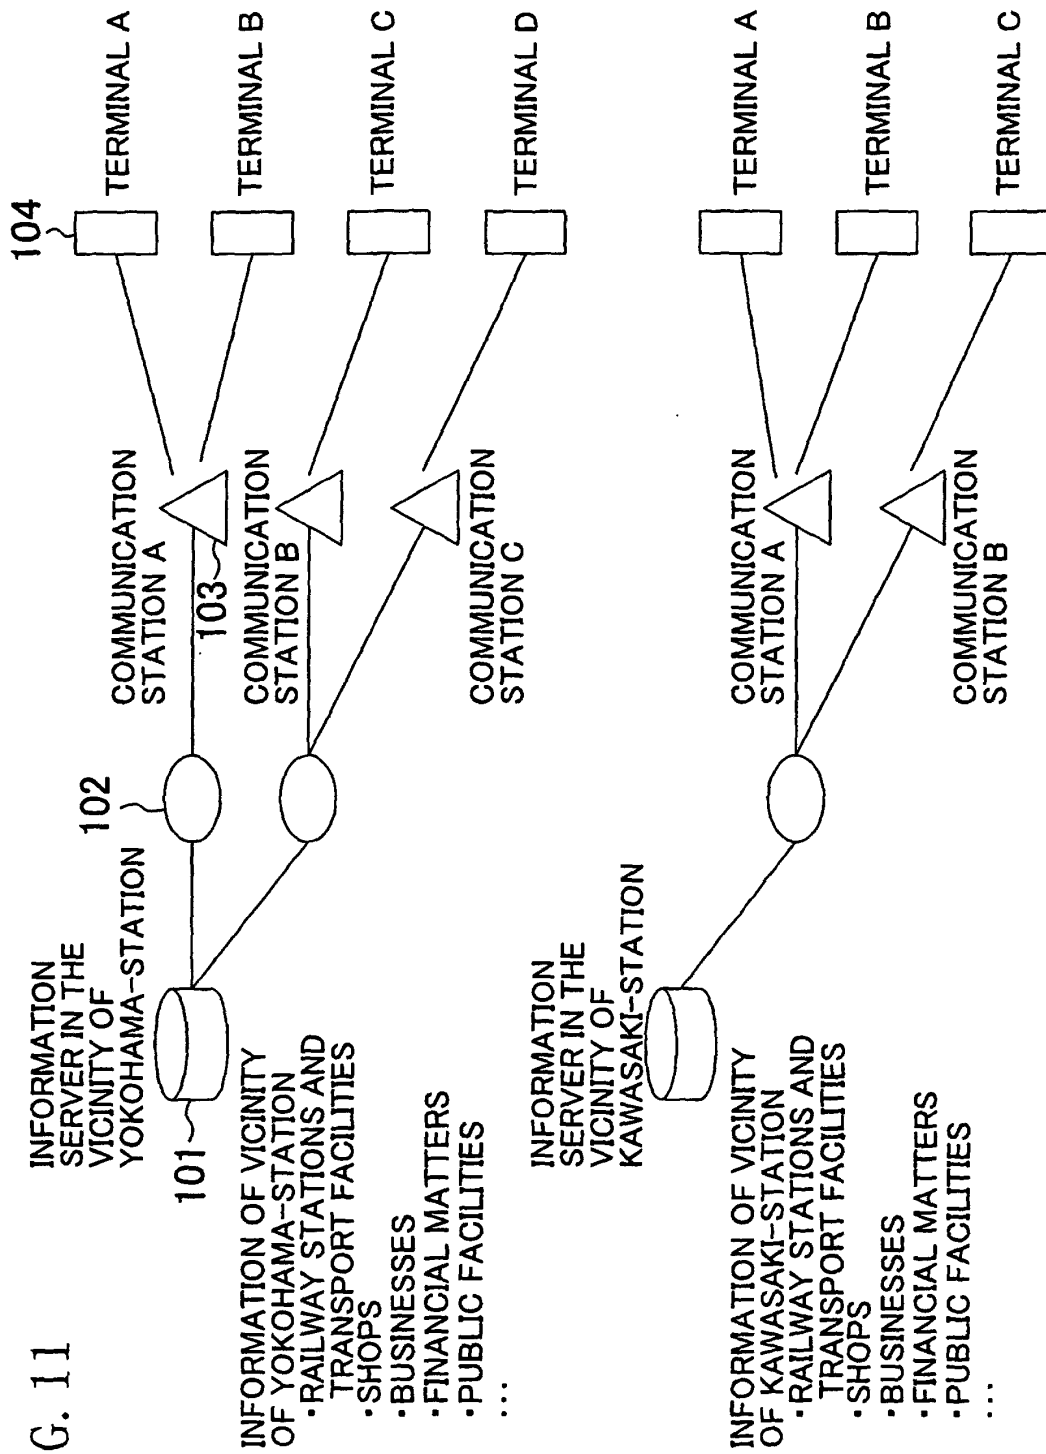 G. 11
INFORMATION
SERVER IN THE
VICINITY OF
YOKOHAMA-STATION
101
102
COMMUNICATION
STATION A
103
COMMUNICATION
STATION B
COMMUNICATION
STATION C
104
TERMINAL A
TERMINAL B
TERMINAL C
TERMINAL D
INFORMATION OF VICINITY
OF YOKOHAMA-STATION
・RAILWAY STATIONS AND
TRANSPORT FACILITIES
・SHOPS
・BUSINESSES
・FINANCIAL MATTERS
・PUBLIC FACILITIES
...
INFORMATION
SERVER IN THE
VICINITY OF
KAWASAKI-STATION
COMMUNICATION
STATION A
COMMUNICATION
STATION B
TERMINAL A
TERMINAL B
TERMINAL C
INFORMATION OF VICINITY
OF KAWASAKI-STATION
・RAILWAY STATIONS AND
TRANSPORT FACILITIES
・SHOPS
・BUSINESSES
・FINANCIAL MATTERS
・PUBLIC FACILITIES
...